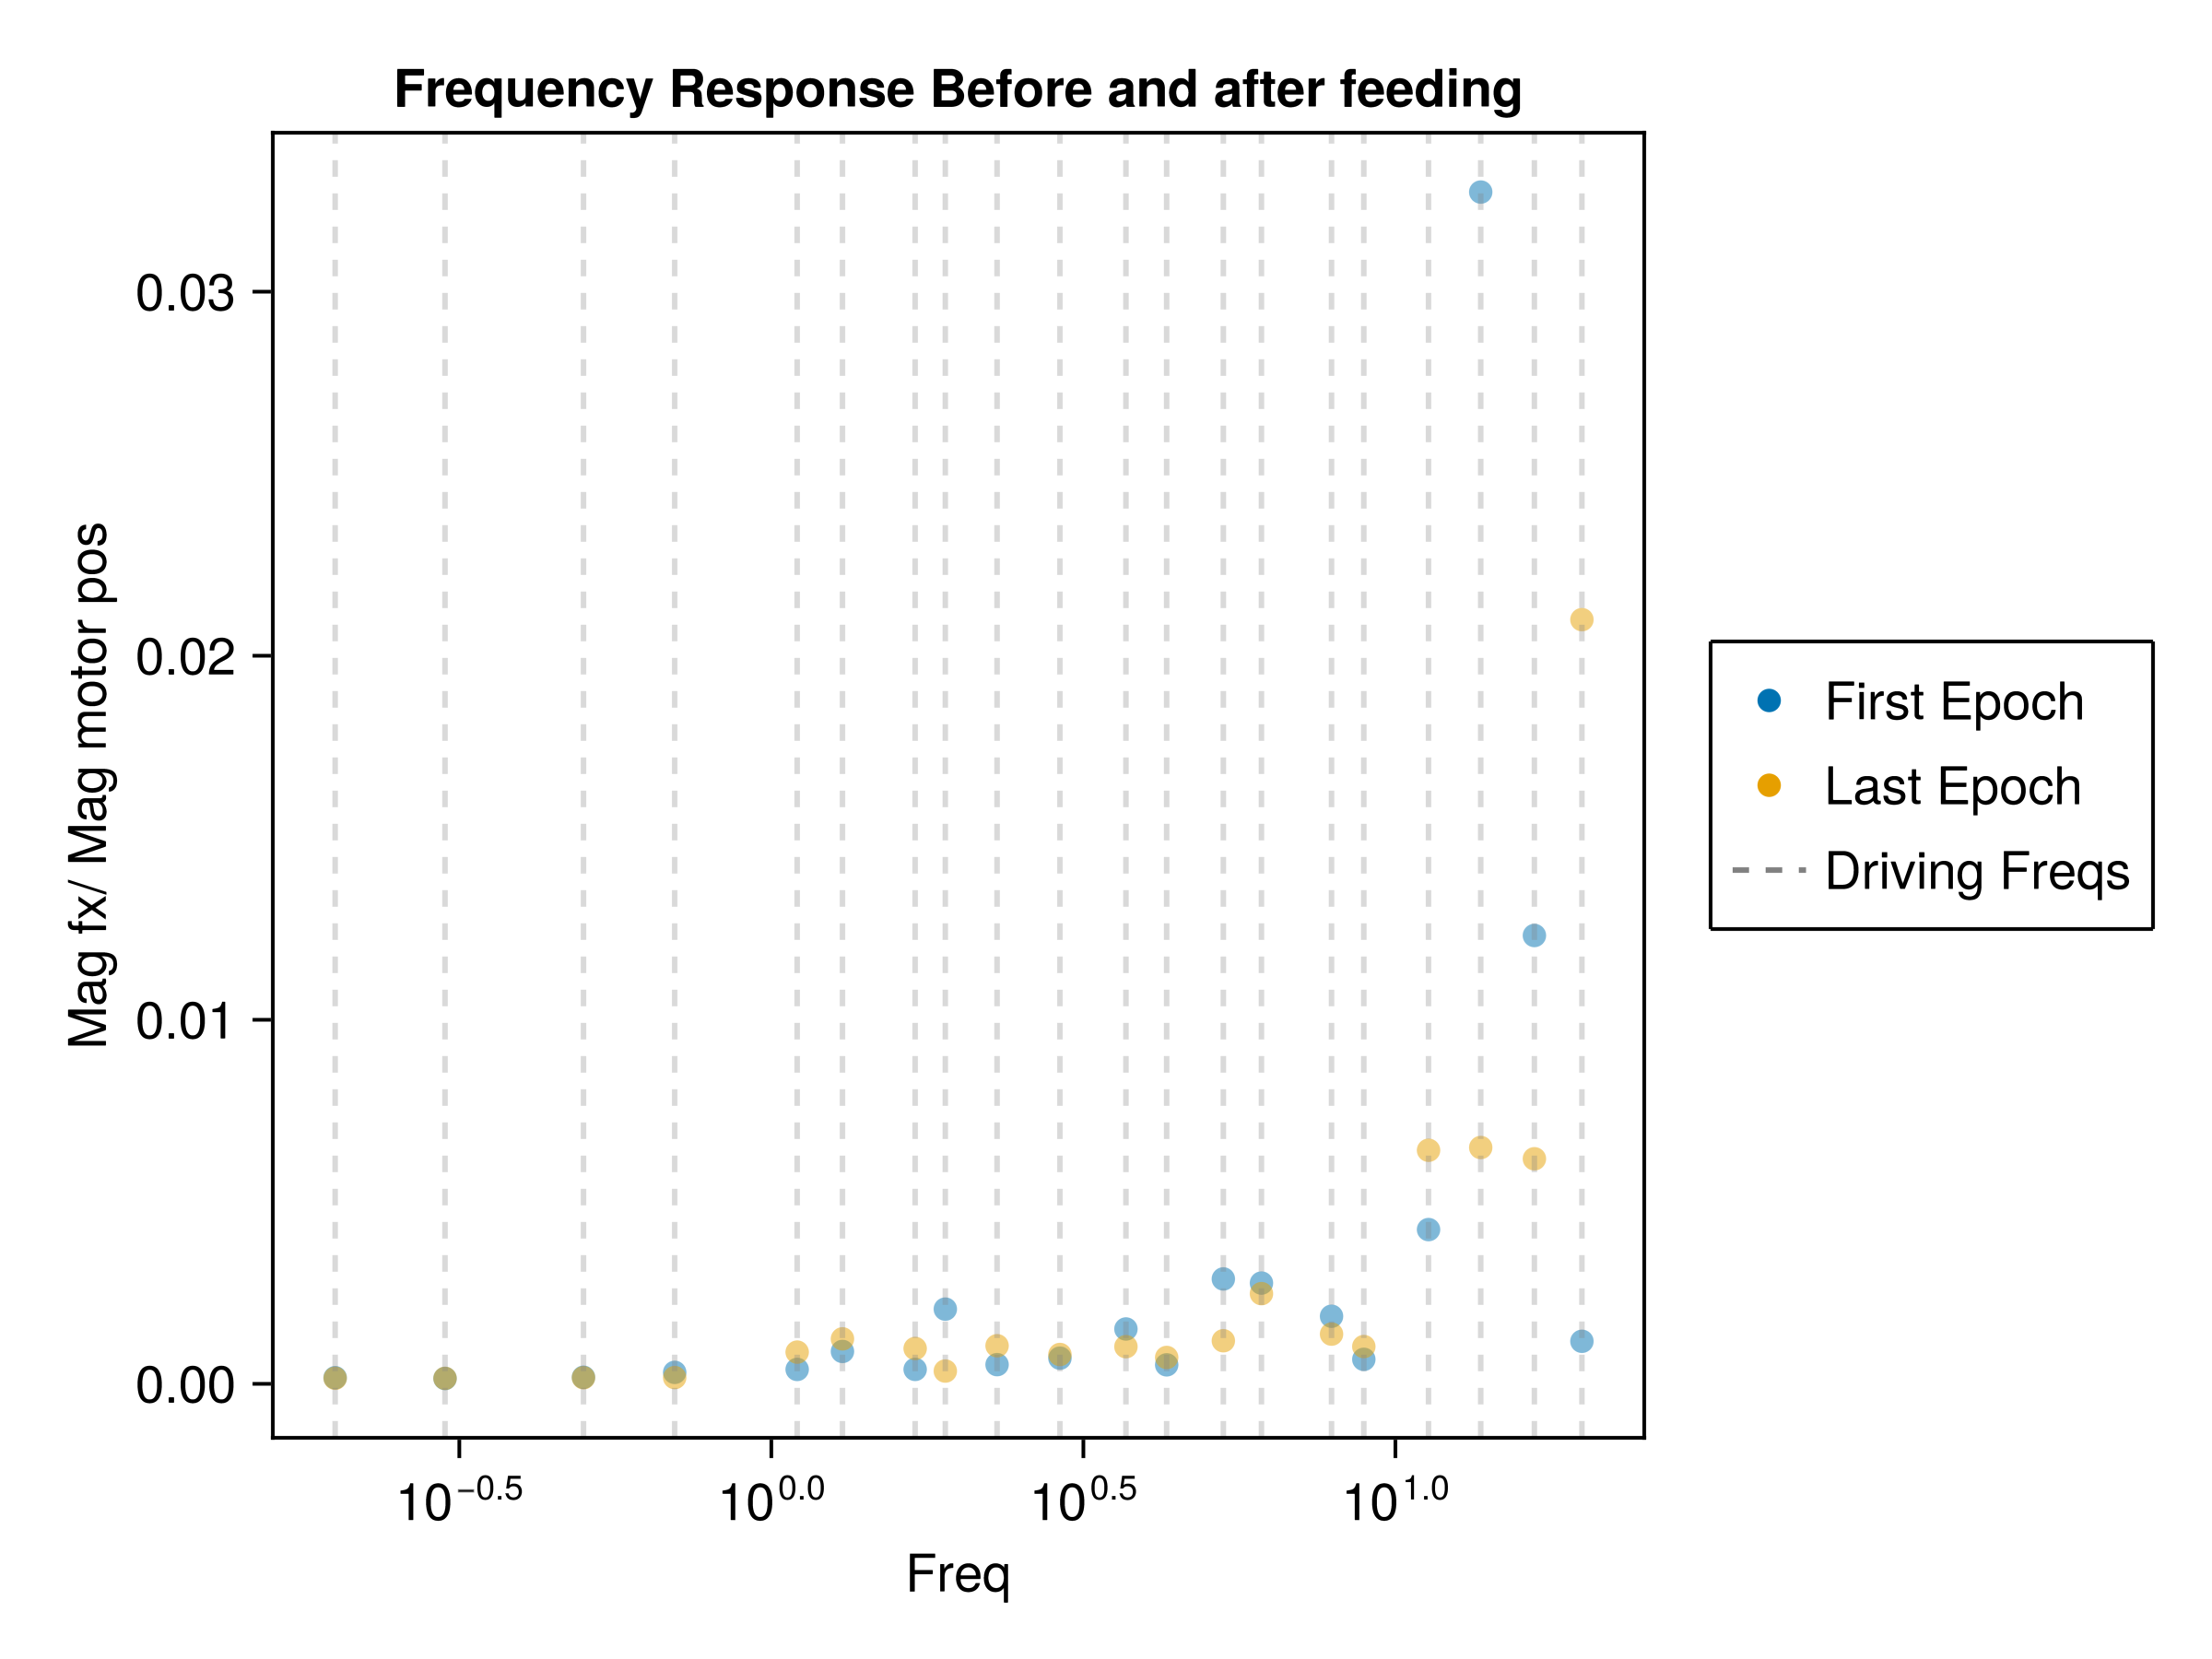 Frequency Response Before and after feeding
Mag fx/ Mag motor pos
0.03
0.02
0.01
0.00
10^−0.5
10^0.0
10^0.5
10^1.0
Freq
First Epoch
Last Epoch
Driving Freqs